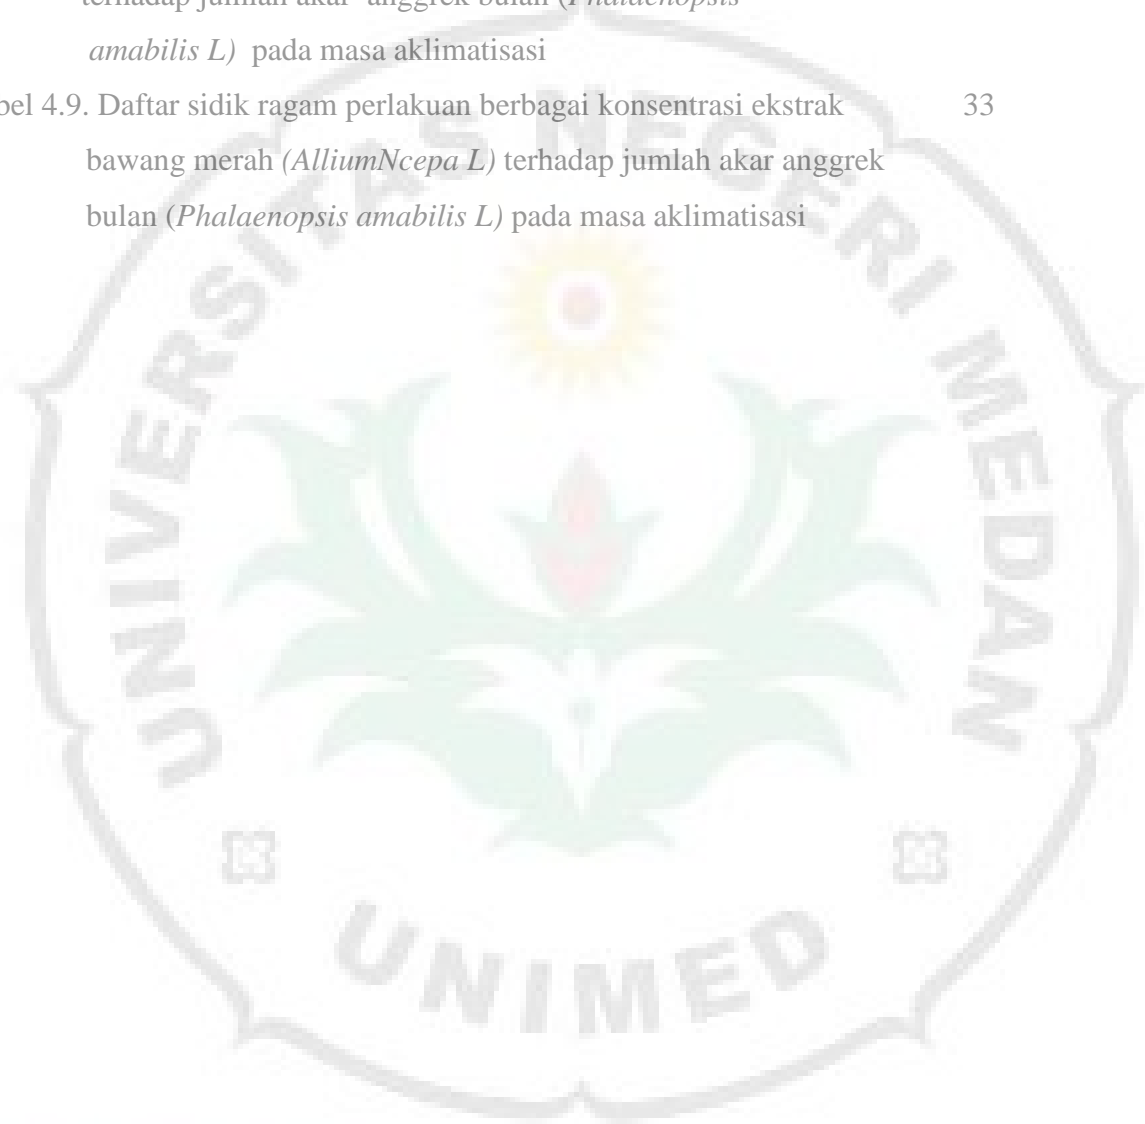 terhadap jumlah akar anggrek bulan (Phalaenopsis
amabilis L) pada masa aklimatisasi
bel 4.9. Daftar sidik ragam perlakuan berbagai konsentrasi ekstrak 33
bawang merah (AlliumNcepa L) terhadap jumlah akar anggrek
bulan (Phalaenopsis amabilis L) pada masa aklimatisasi
UNIVERSITAS NEGERI MEDAN
UNIMED